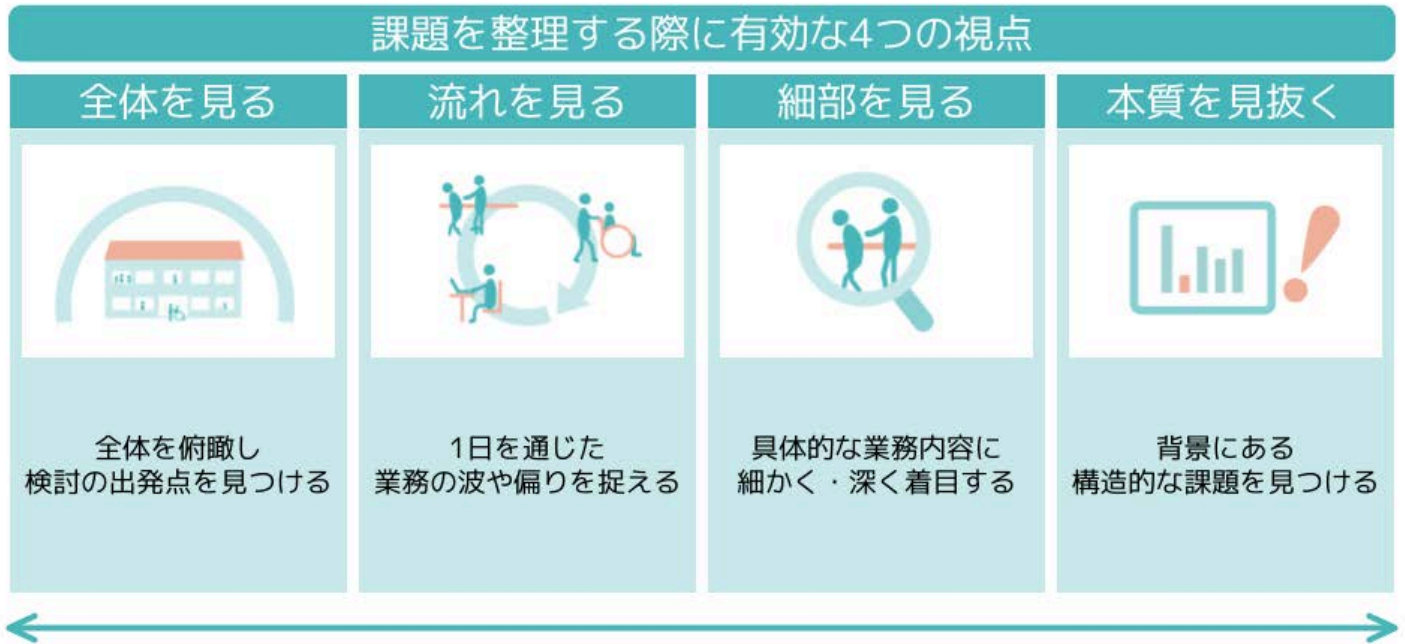 課題を整理する際に有効な4つの視点
全体を見る
流れを見る
細部を見る
本質を見抜く
全体を俯瞰し
検討の出発点を見つける
1日を通じた
業務の波や偏りを捉える
具体的な業務内容に
細かく・深く着目する
背景にある
構造的な課題を見つける